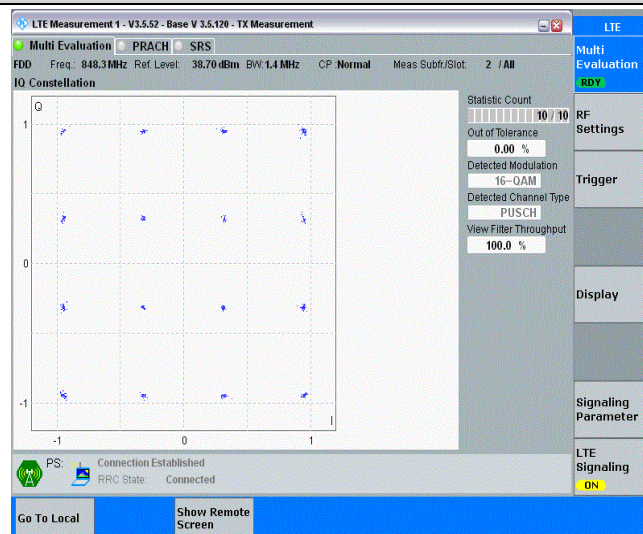 LTE Measurement 1 - V3.5.52 - Base V 3.5.120 - TX Measurement
LTE
Multi Evaluation PRACH SRS
FDD Freq.: 848.3 MHz Ref. Level: 38.70 dBm BW:1.4 MHz CP :Normal Meas Subfr./Slot: 2 / All
IQ Constellation
Q
1
0
-1
-1 0 1
I
Statistic Count
10 / 10
Out of Tolerance
0.00 %
Detected Modulation
16-QAM
Detected Channel Type
PUSCH
View Filter Throughput
100.0 %
Multi
Evaluation
RDY
RF
Settings
Trigger
Display
Signaling
Parameter
LTE
Signaling
ON
PS: Connection Established
RRC State: Connected
Go To Local
Show Remote
Screen